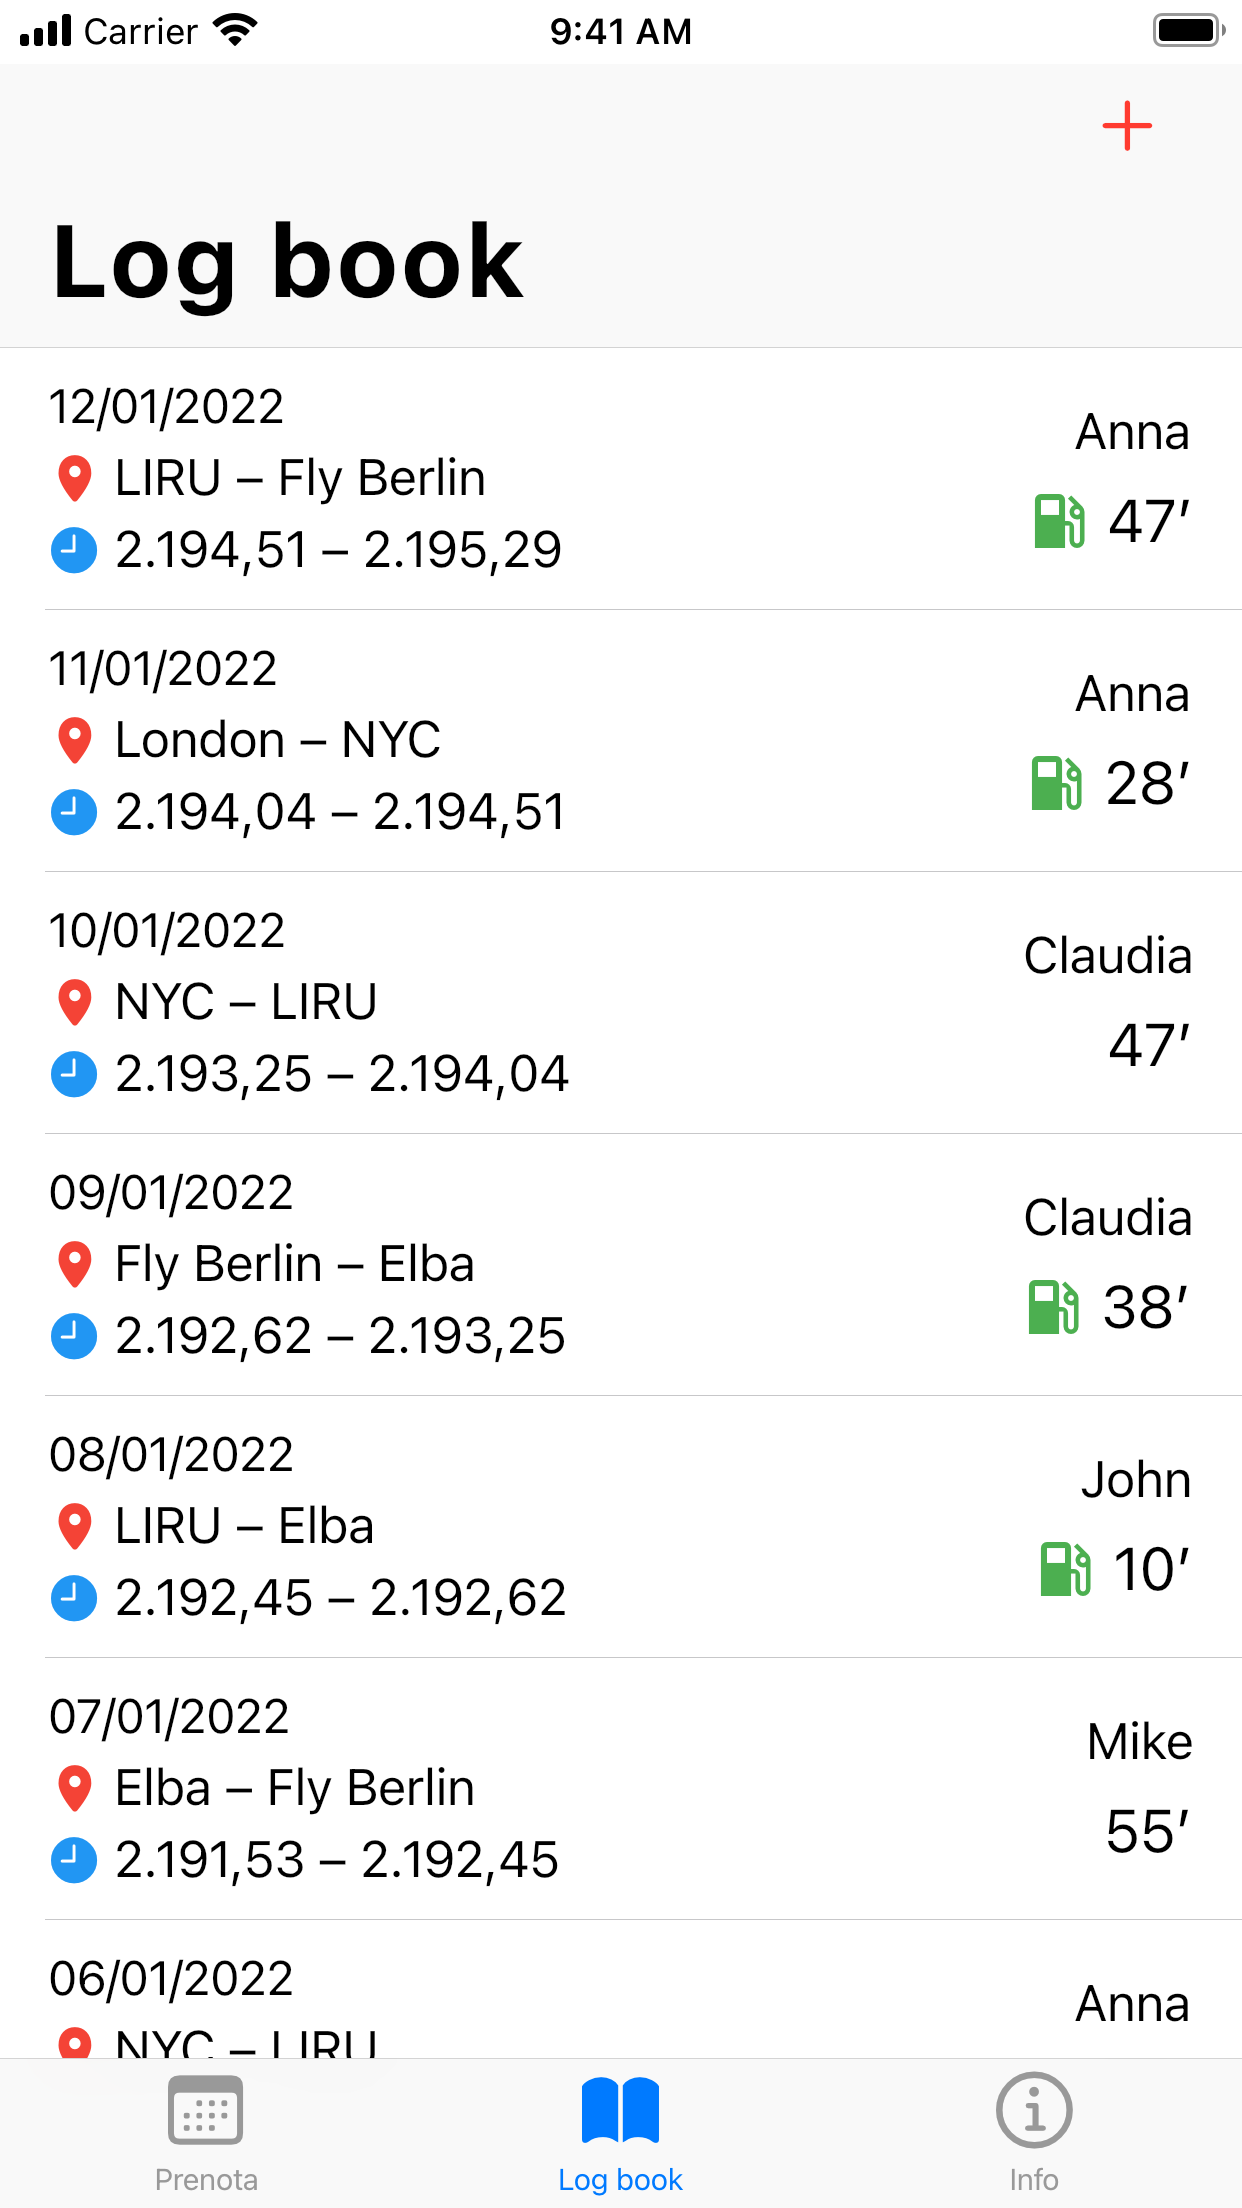 Carrier 9:41 AM
Log book
12/01/2022
Anna
LIRU – Fly Berlin
47’
2.194,51 – 2.195,29
11/01/2022
Anna
London – NYC
28’
2.194,04 – 2.194,51
10/01/2022
Claudia
NYC – LIRU
47’
2.193,25 – 2.194,04
09/01/2022
Claudia
Fly Berlin – Elba
38’
2.192,62 – 2.193,25
08/01/2022
John
LIRU – Elba
10’
2.192,45 – 2.192,62
07/01/2022
Mike
Elba – Fly Berlin
55’
2.191,53 – 2.192,45
06/01/2022
Anna
NYC – LIRU
Prenota
Log book
Info